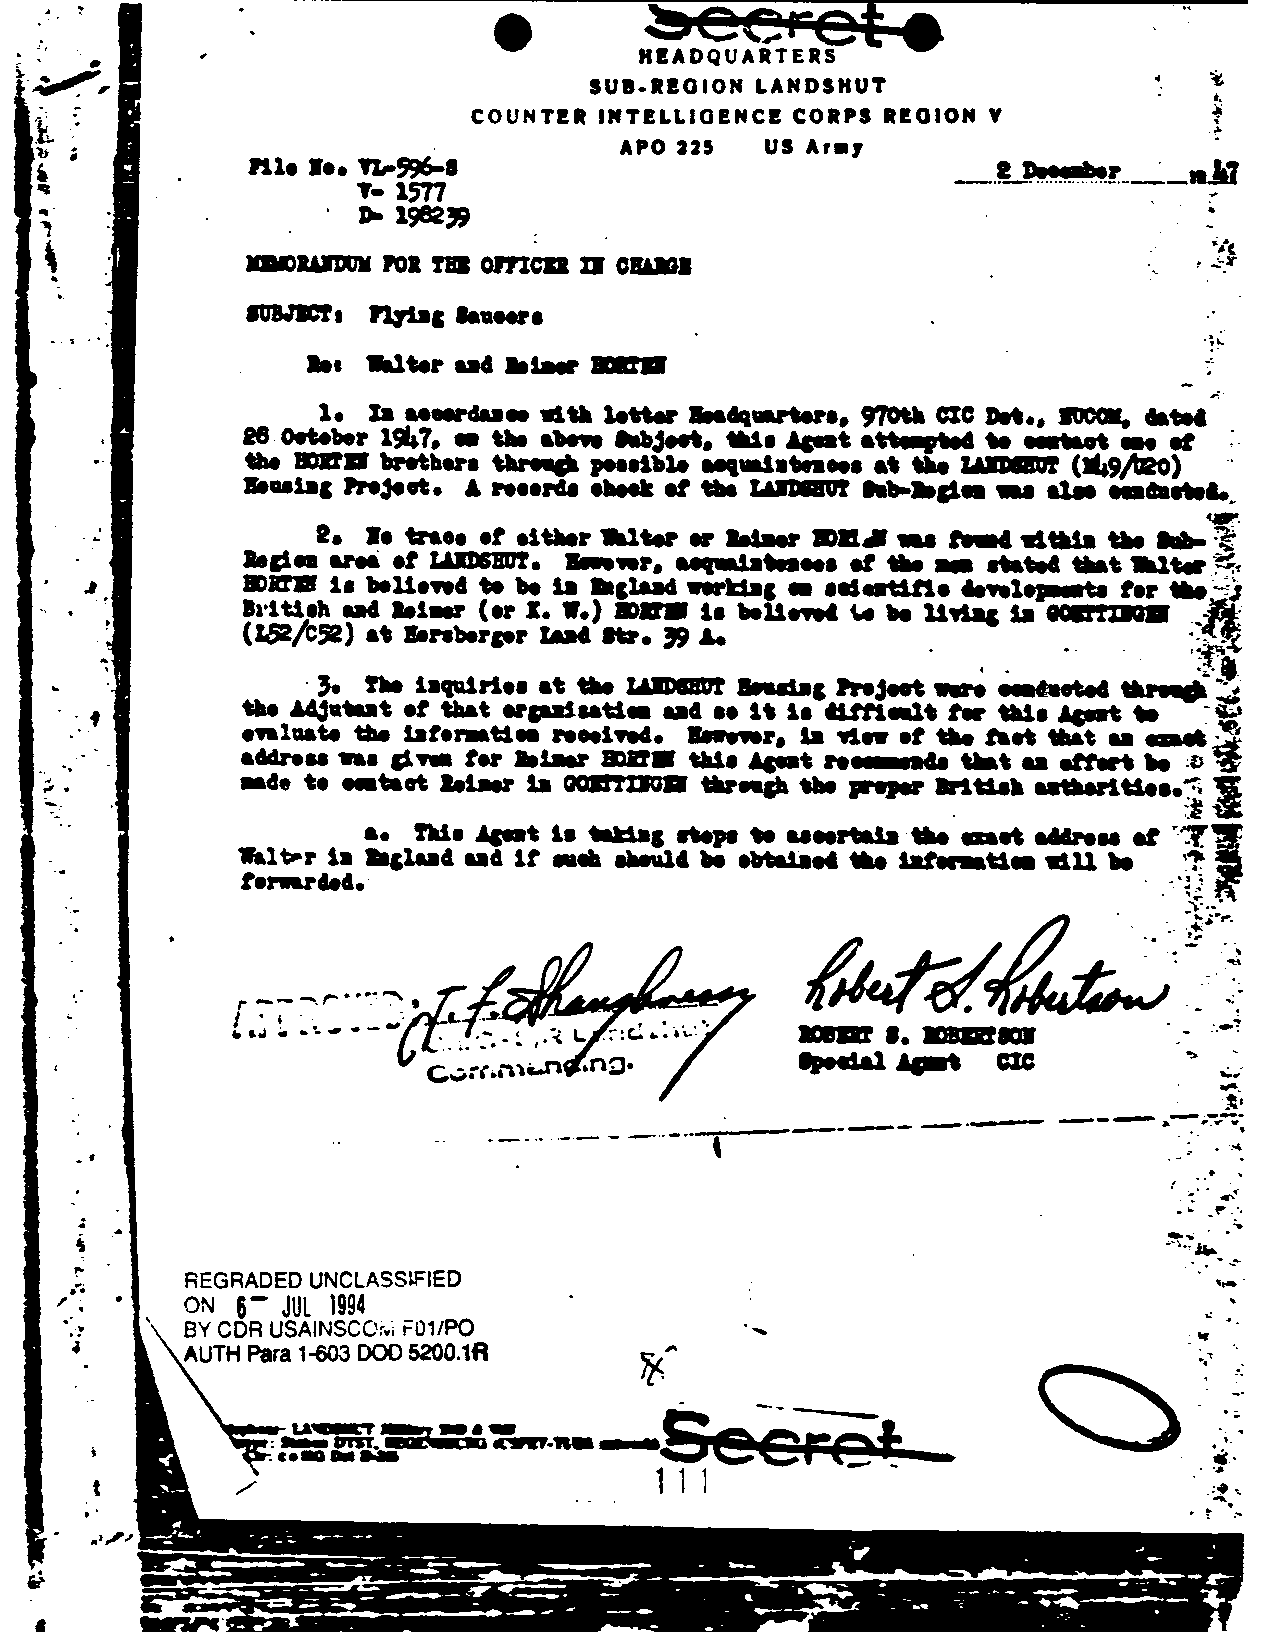 Secret
HEADQUARTERS
SUB-REGION LANDSHUT
COUNTER INTELLIGENCE CORPS REGION V
APO 225 US Army
File No. VL-596-8
2 December 1947
V- 1577
D- 198239
MEMORANDUM FOR THE OFFICER IN CHARGE
SUBJECT: Flying Saucers
Re: Walter and Reimer HORTEN
1. In accordance with letter Headquarters, 970th CIC Det., EUCOM, dated
28 October 1947, on the above Subject, this Agent attempted to contact one of
the HORTEN brothers through possible acquaintences at the LANDSHUT (M49/U20)
Housing Project. A records check of the LANDSHUT Sub-Region was also conducted.
2. No trace of either Walter or Reimer HORTEN was found within the Sub-
Region area of LANDSHUT. However, acquaintences of the men stated that Walter
HORTEN is believed to be in England working on scientific developments for the
British and Reimer (or K. W.) HORTEN is believed to be living in GOETTINGEN
(L52/C52) at Hersberger Land Str. 39 A.
3. The inquiries at the LANDSHUT Housing Project were conducted through
the Adjutant of that organization and so it is difficult for this Agent to
evaluate the information received. However, in view of the fact that an exact
address was given for Reimer HORTEN this Agent recommends that an effort be
made to contact Reimer in GOETTINGEN through the proper British authorities.
a. This Agent is taking steps to ascertain the exact address of
Walter in England and if such should be obtained the information will be
forwarded.
APPROVED: J. F. Shaughnessy
Robert S. Robertson
Landshut
Commanding.
ROBERT S. ROBERTSON
Special Agent CIC
REGRADED UNCLASSIFIED
ON 6- JUL 1994
BY CDR USAINSCOM F01/PO
AUTH Para 1-603 DOD 5200.1R
LANDSHUT Military
Secret
111